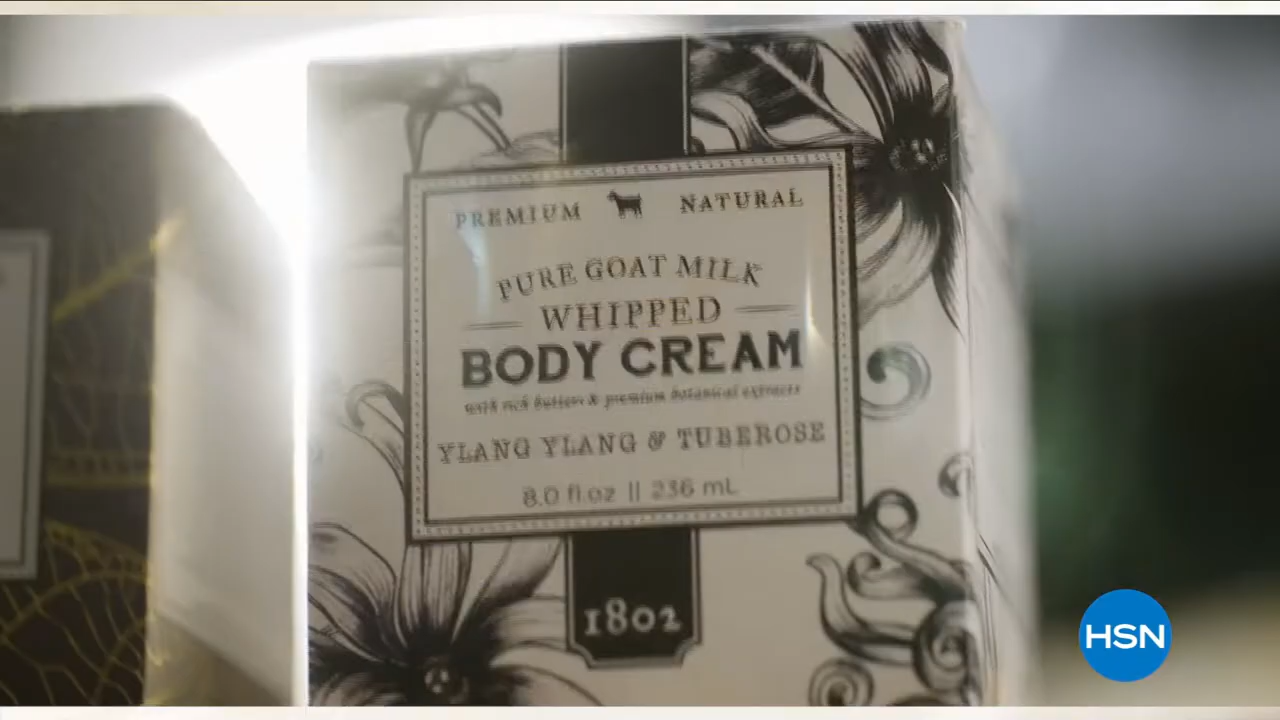 PREMIUM NATURAL
PURE GOAT MILK
WHIPPED
BODY CREAM
with rich butters & premium botanical extracts
YLANG YLANG & TUBEROSE
8.0 fl.oz || 236 mL
1802
HSN